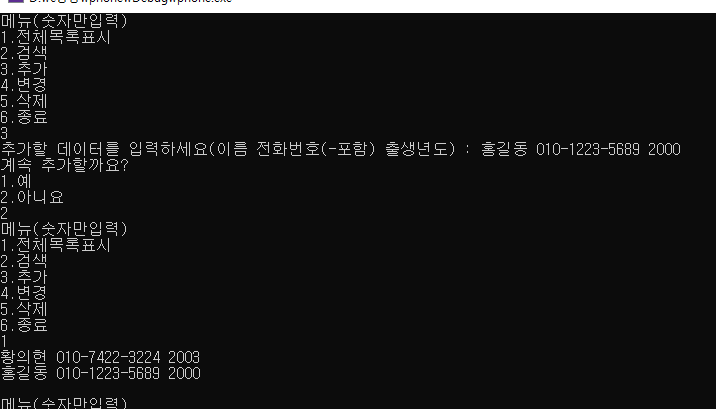 메뉴(숫자만입력)
1.전체목록표시
2.검색
3.추가
4.변경
5.삭제
6.종료
3
추가할 데이터를 입력하세요(이름 전화번호(-포함) 출생년도) : 홍길동 010-1223-5689 2000
계속 추가할까요?
1.예
2.아니요
2
메뉴(숫자만입력)
1.전체목록표시
2.검색
3.추가
4.변경
5.삭제
6.종료
1
황의현 010-7422-3224 2003
홍길동 010-1223-5689 2000
메뉴(숫자만입력)